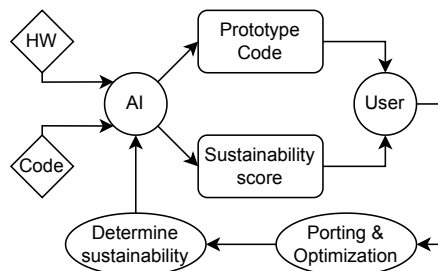 HW
Prototype
Code
AI
User
Code
Sustainability
score
Determine
sustainability
Porting &
Optimization